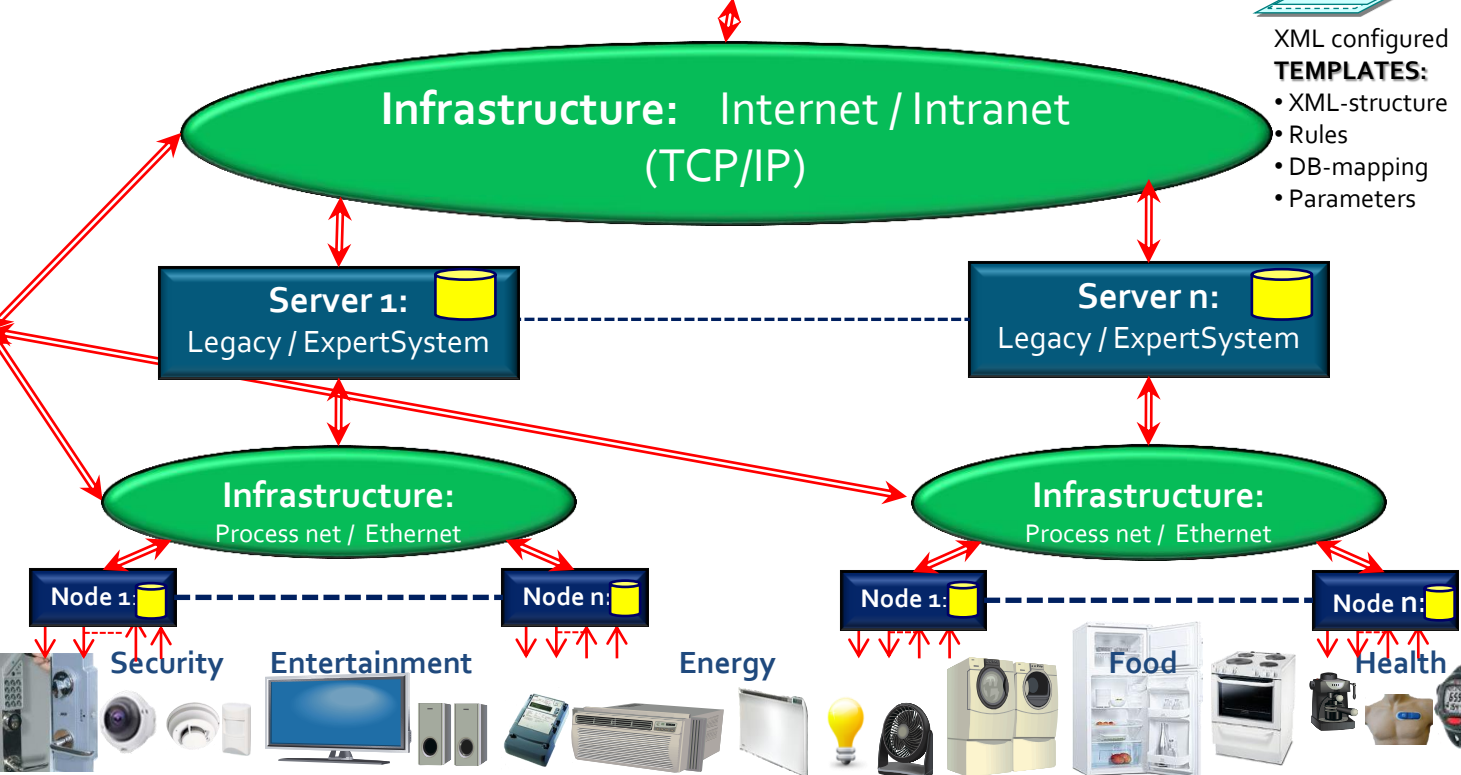 XML configured
TEMPLATES:
• XML-structure
• Rules
• DB-mapping
• Parameters
Infrastructure: Internet / Intranet
(TCP/IP)
Server 1:
Legacy / ExpertSystem
Server n:
Legacy / ExpertSystem
Infrastructure:
Process net / Ethernet
Infrastructure:
Process net / Ethernet
Node 1:
Node n:
Node 1:
Node n:
Security
Entertainment
Energy
Food
Health